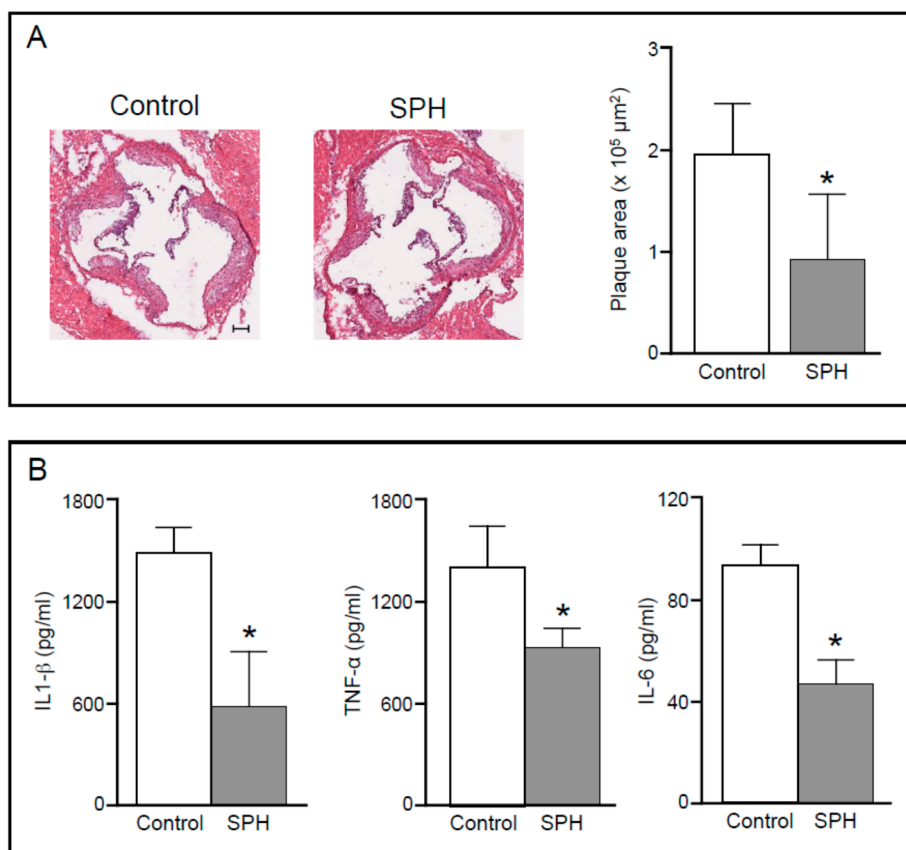 A
Control
SPH
Plaque area (x 10⁵ μm²)
3
2
1
0
*
Control SPH
B
IL1-β (pg/ml)
1800
1200
600
0
*
Control SPH
TNF-α (pg/ml)
1800
1200
600
0
*
Control SPH
IL-6 (pg/ml)
120
80
40
0
*
Control SPH